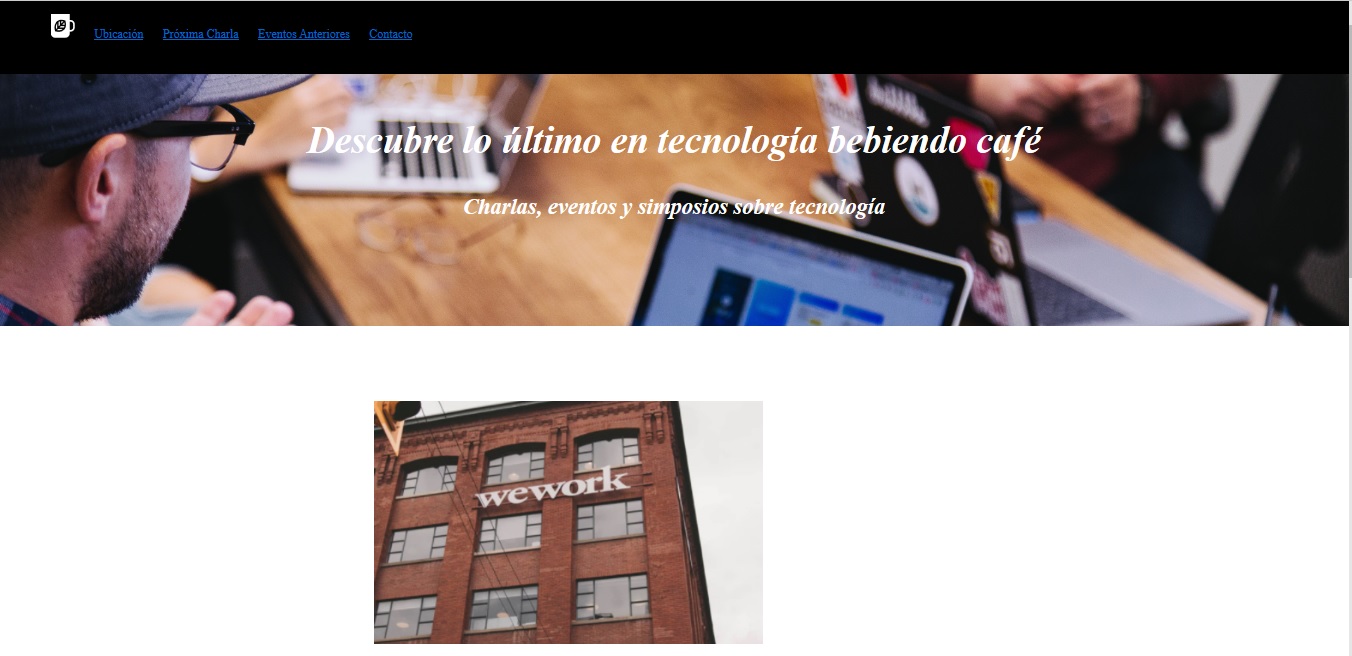 Ubicación Próxima Charla Eventos Anteriores Contacto
Descubre lo último en tecnología bebiendo café
Charlas, eventos y simposios sobre tecnología
wework